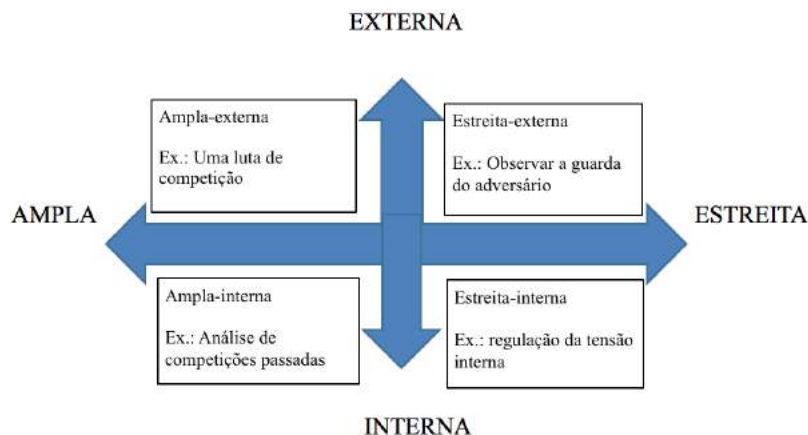 EXTERNA
Ampla-externa
Ex.: Uma luta de
competição
Estreita-externa
Ex.: Observar a guarda
do adversário
AMPLA
ESTREITA
Ampla-interna
Ex.: Análise de
competições passadas
Estreita-interna
Ex.: regulação da tensão
interna
INTERNA